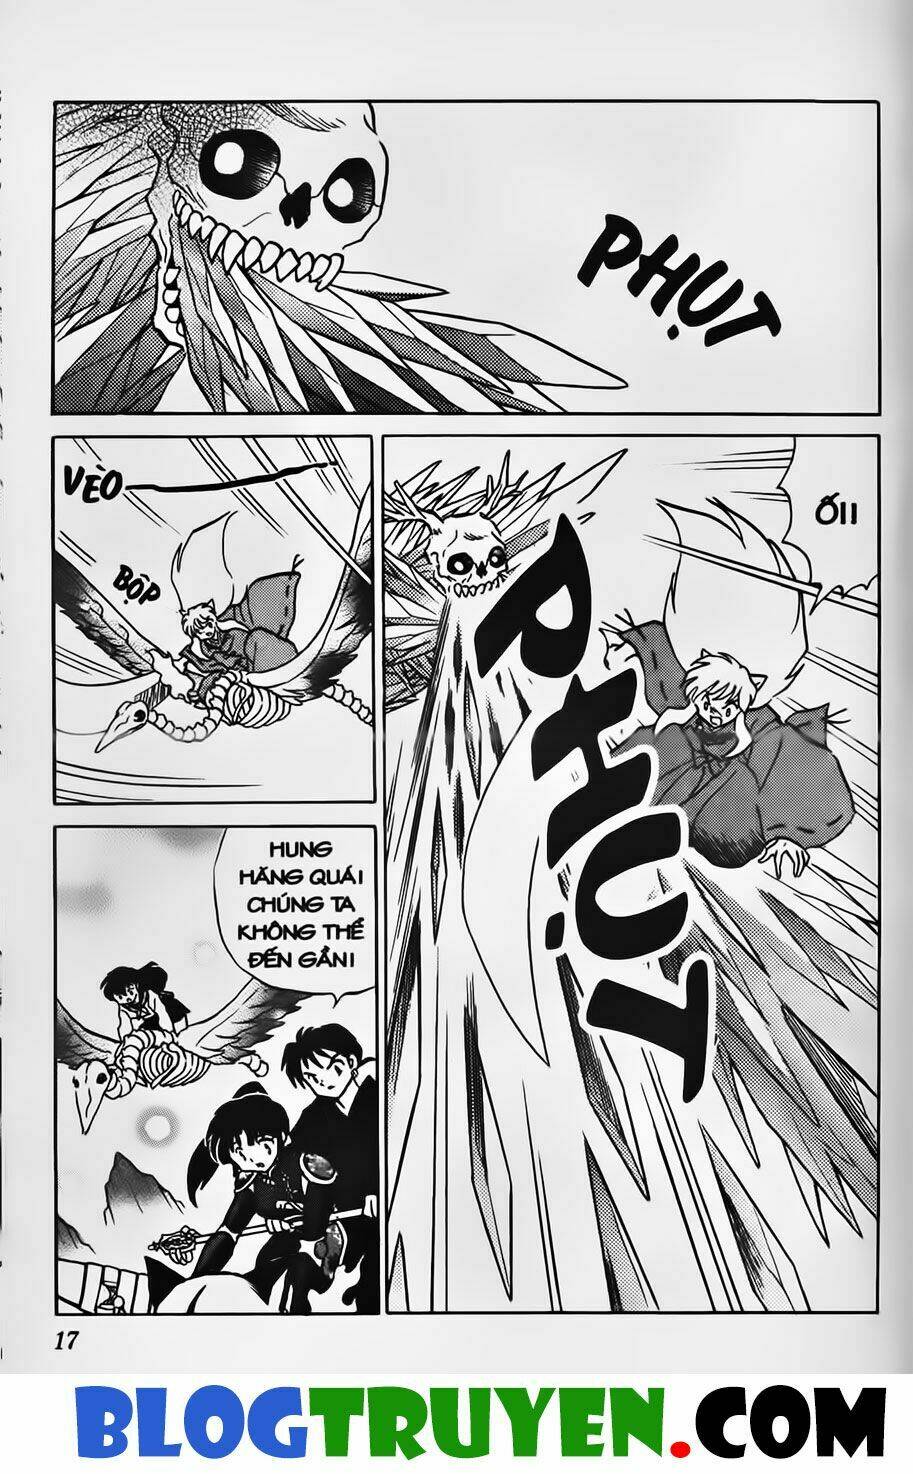 PHỤT
ỐI!
PHỤT
VÈO
BỘP
HUNG
HĂNG QUÁ!
CHÚNG TA
KHÔNG THỂ
ĐẾN GẦN!
17
BLOGTRUYEN.COM